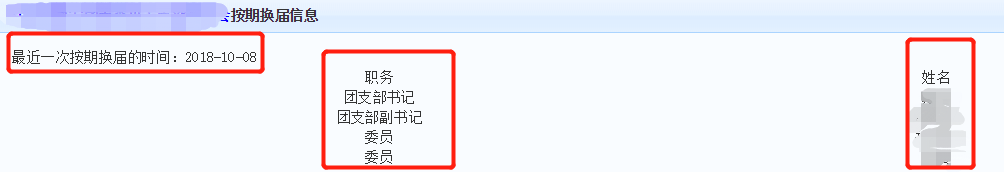 会按期换届信息
最近一次按期换届的时间：2018-10-08
职务 姓名
团支部书记
团支部副书记
委员
委员